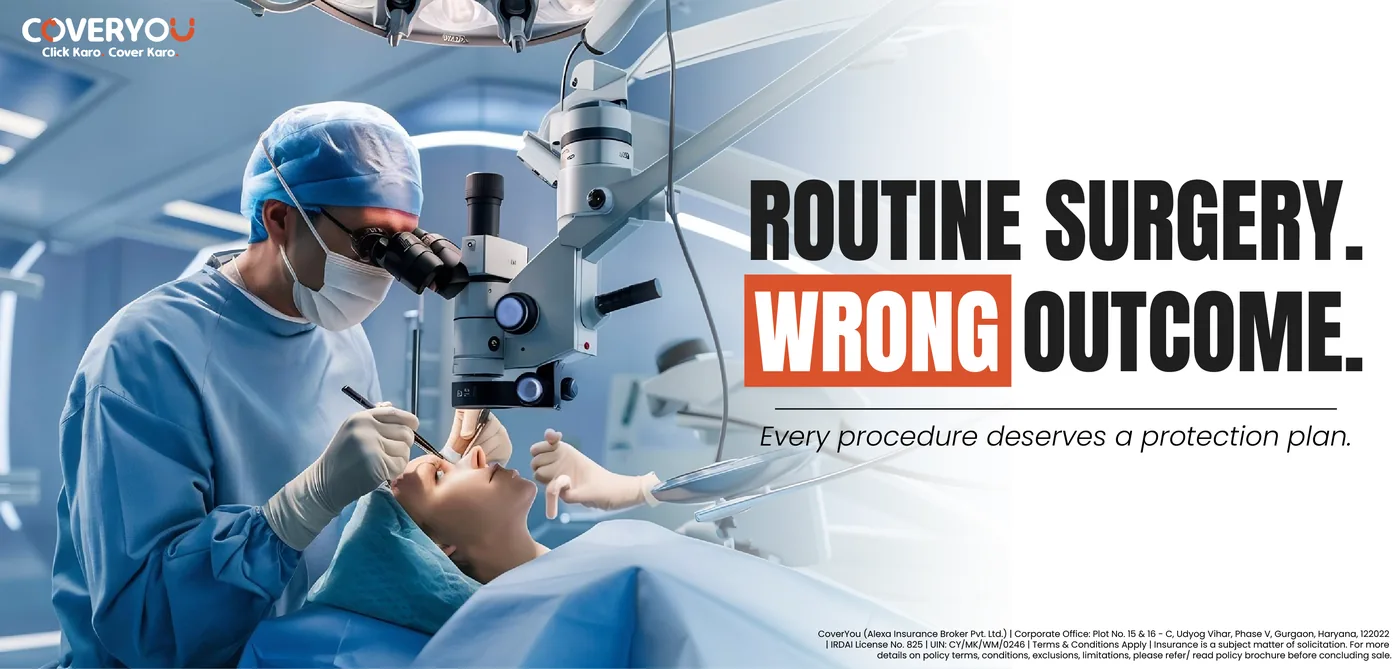 COVERYOU
Click Karo Cover Karo.
ROUTINE SURGERY.
WRONG OUTCOME.
Every procedure deserves a protection plan.
CoverYou (Alexa Insurance Broker Pvt. Ltd.) | Corporate Office: Plot No. 15 & 16 - C, Udyog Vihar, Phase V, Gurgaon, Haryana, 122022
| IRDAI License No. 825 | UIN: CY/MK/WM/0246 | Terms & Conditions Apply | Insurance is a subject matter of solicitation. For more
details on policy terms, conditions, exclusions, limitations, please refer/ read policy brochure before concluding sale.